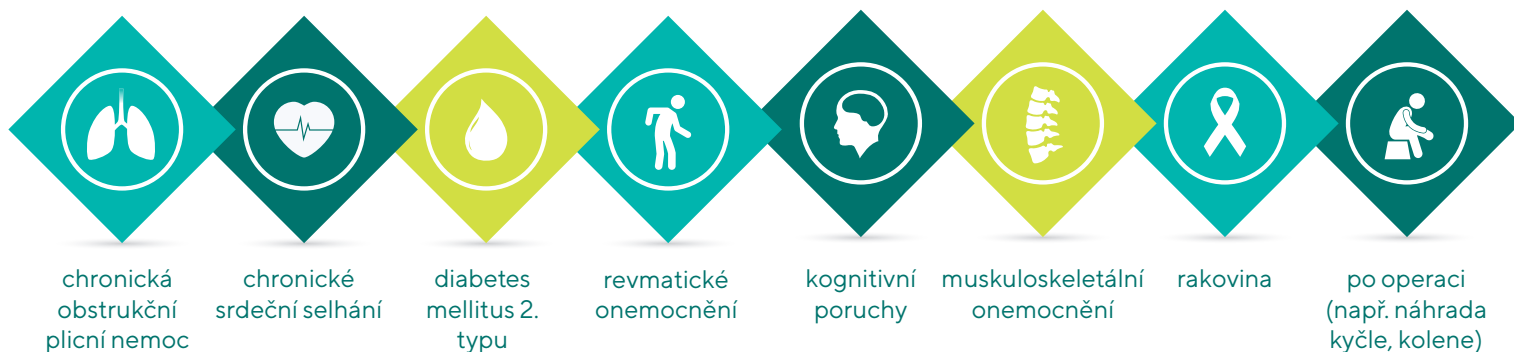 chronická
obstrukční
plicní nemoc
chronické
srdeční selhání
diabetes
mellitus 2.
typu
revmatické
onemocnění
kognitivní
poruchy
muskuloskeletální
onemocnění
rakovina
po operaci
(např. náhrada
kyčle, kolene)